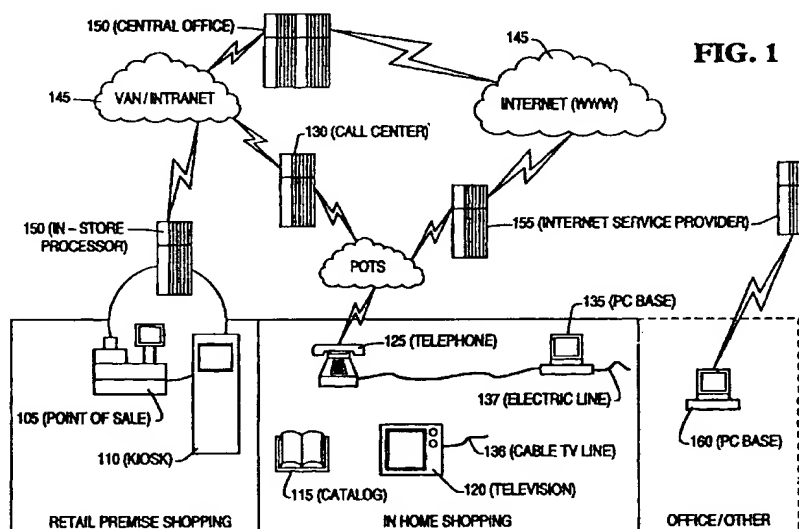 150 (CENTRAL OFFICE)
145
FIG. 1
145
VAN / INTRANET
INTERNET (WWW)
130 (CALL CENTER)
150 (IN - STORE
PROCESSOR)
155 (INTERNET SERVICE PROVIDER)
POTS
135 (PC BASE)
125 (TELEPHONE)
137 (ELECTRIC LINE)
105 (POINT OF SALE)
136 (CABLE TV LINE)
160 (PC BASE)
110 (KIOSK)
115 (CATALOG)
120 (TELEVISION)
RETAIL PREMISE SHOPPING
IN HOME SHOPPING
OFFICE / OTHER